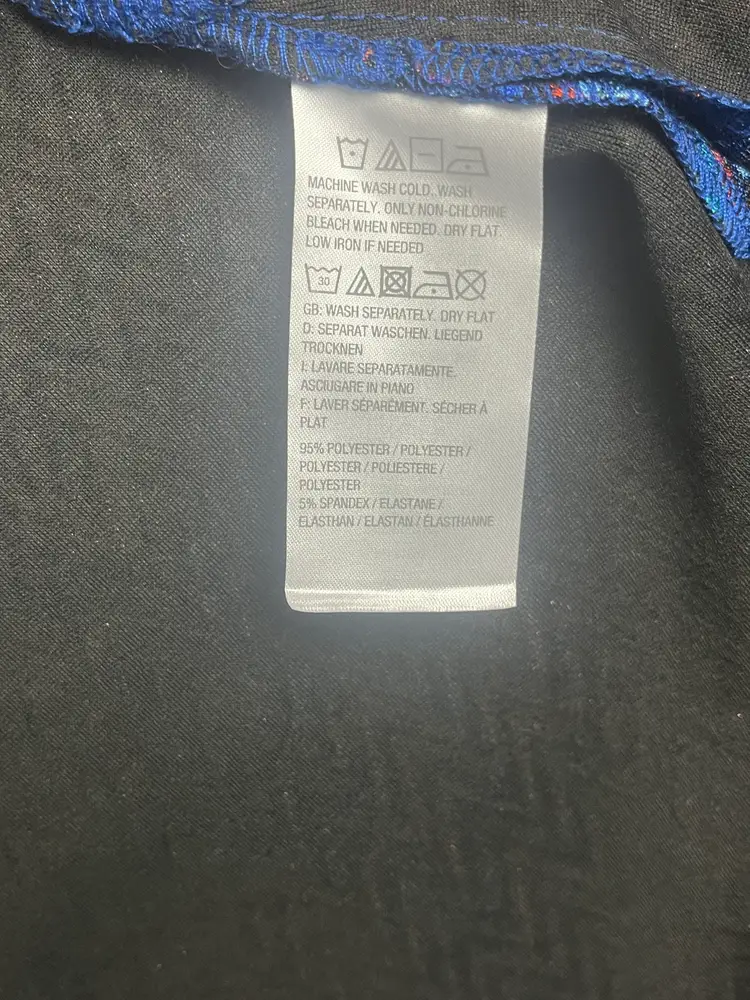 MACHINE WASH COLD. WASH
SEPARATELY. ONLY NON-CHLORINE
BLEACH WHEN NEEDED. DRY FLAT.
LOW IRON IF NEEDED
30
GB: WASH SEPARATELY. DRY FLAT
D: SEPARAT WASCHEN. LIEGEND
TROCKNEN
I: LAVARE SEPARATAMENTE.
ASCIUGARE IN PIANO
F: LAVER SÉPARÉMENT. SÉCHER À
PLAT
95% POLYESTER / POLYESTER /
POLYESTER / POLIESTERE /
POLYESTER
5% SPANDEX / ELASTANE /
ELASTHAN / ELASTAN / ÉLASTHANNE